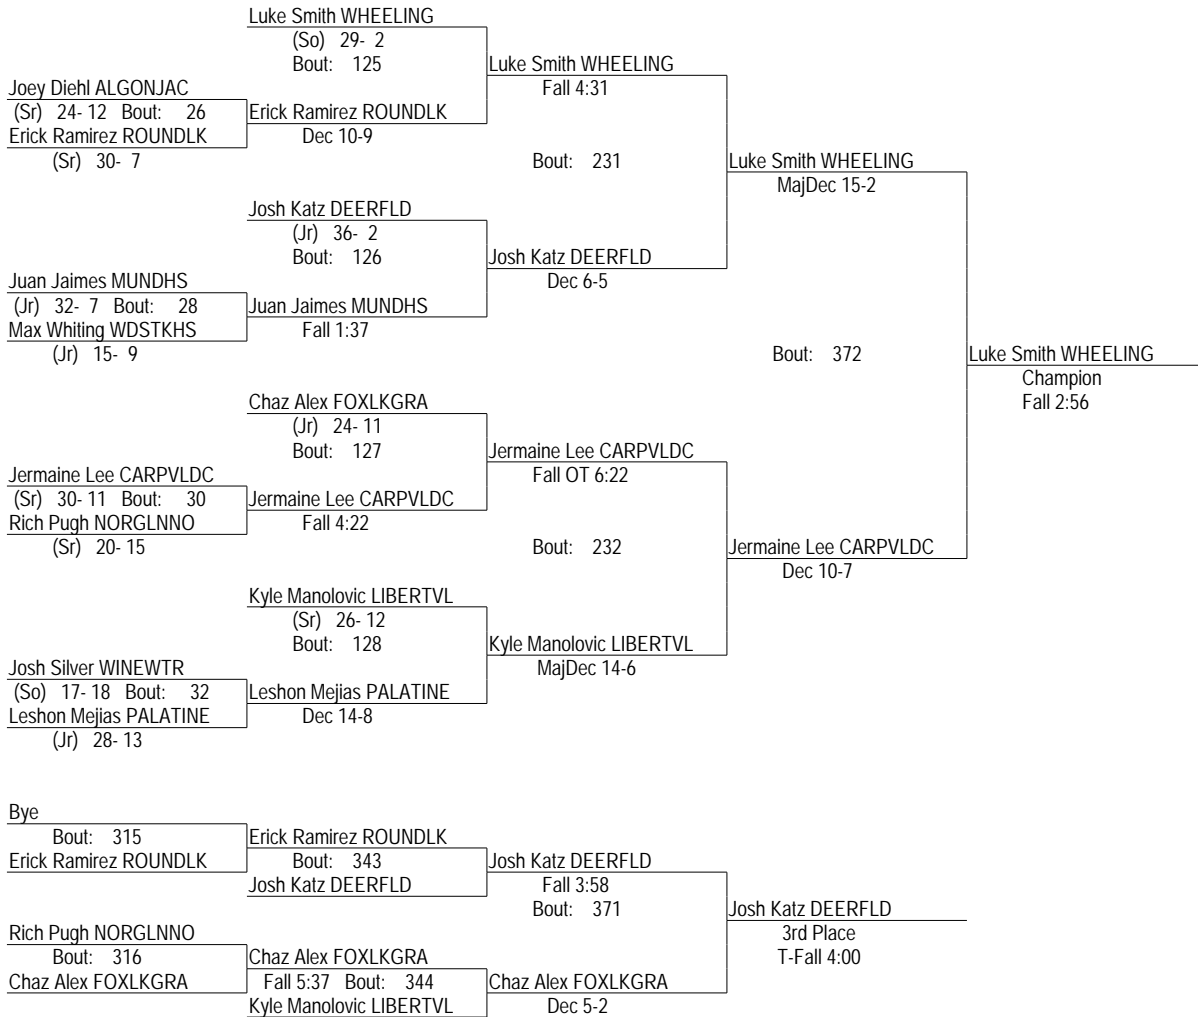 Luke Smith WHEELING
(So) 29- 2
Bout: 125
Luke Smith WHEELING
Fall 4:31
Joey Diehl ALGONJAC
(Sr) 24- 12 Bout: 26
Erick Ramirez ROUNDLK
Dec 10-9
Erick Ramirez ROUNDLK
(Sr) 30- 7
Bout: 231
Luke Smith WHEELING
MajDec 15-2
Josh Katz DEERFLD
(Jr) 36- 2
Bout: 126
Josh Katz DEERFLD
Dec 6-5
Juan Jaimes MUNDHS
(Jr) 32- 7 Bout: 28
Juan Jaimes MUNDHS
Fall 1:37
Max Whiting WDSTKHS
(Jr) 15- 9
Bout: 372
Luke Smith WHEELING
Champion
Fall 2:56
Chaz Alex FOXLKGRA
(Jr) 24- 11
Bout: 127
Jermaine Lee CARPVLDC
Fall OT 6:22
Jermaine Lee CARPVLDC
(Sr) 30- 11 Bout: 30
Jermaine Lee CARPVLDC
Fall 4:22
Rich Pugh NORGLNNO
(Sr) 20- 15
Bout: 232
Jermaine Lee CARPVLDC
Dec 10-7
Kyle Manolovic LIBERTVL
(Sr) 26- 12
Bout: 128
Kyle Manolovic LIBERTVL
MajDec 14-6
Josh Silver WINEWTR
(So) 17- 18 Bout: 32
Leshon Mejias PALATINE
Dec 14-8
Leshon Mejias PALATINE
(Jr) 28- 13
Bye
Bout: 315
Erick Ramirez ROUNDLK
Erick Ramirez ROUNDLK
Bout: 343
Josh Katz DEERFLD
Josh Katz DEERFLD
Fall 3:58
Bout: 371
Josh Katz DEERFLD
3rd Place
T-Fall 4:00
Rich Pugh NORGLNNO
Bout: 316
Chaz Alex FOXLKGRA
Chaz Alex FOXLKGRA
Fall 5:37 Bout: 344
Kyle Manolovic LIBERTVL
Chaz Alex FOXLKGRA
Dec 5-2